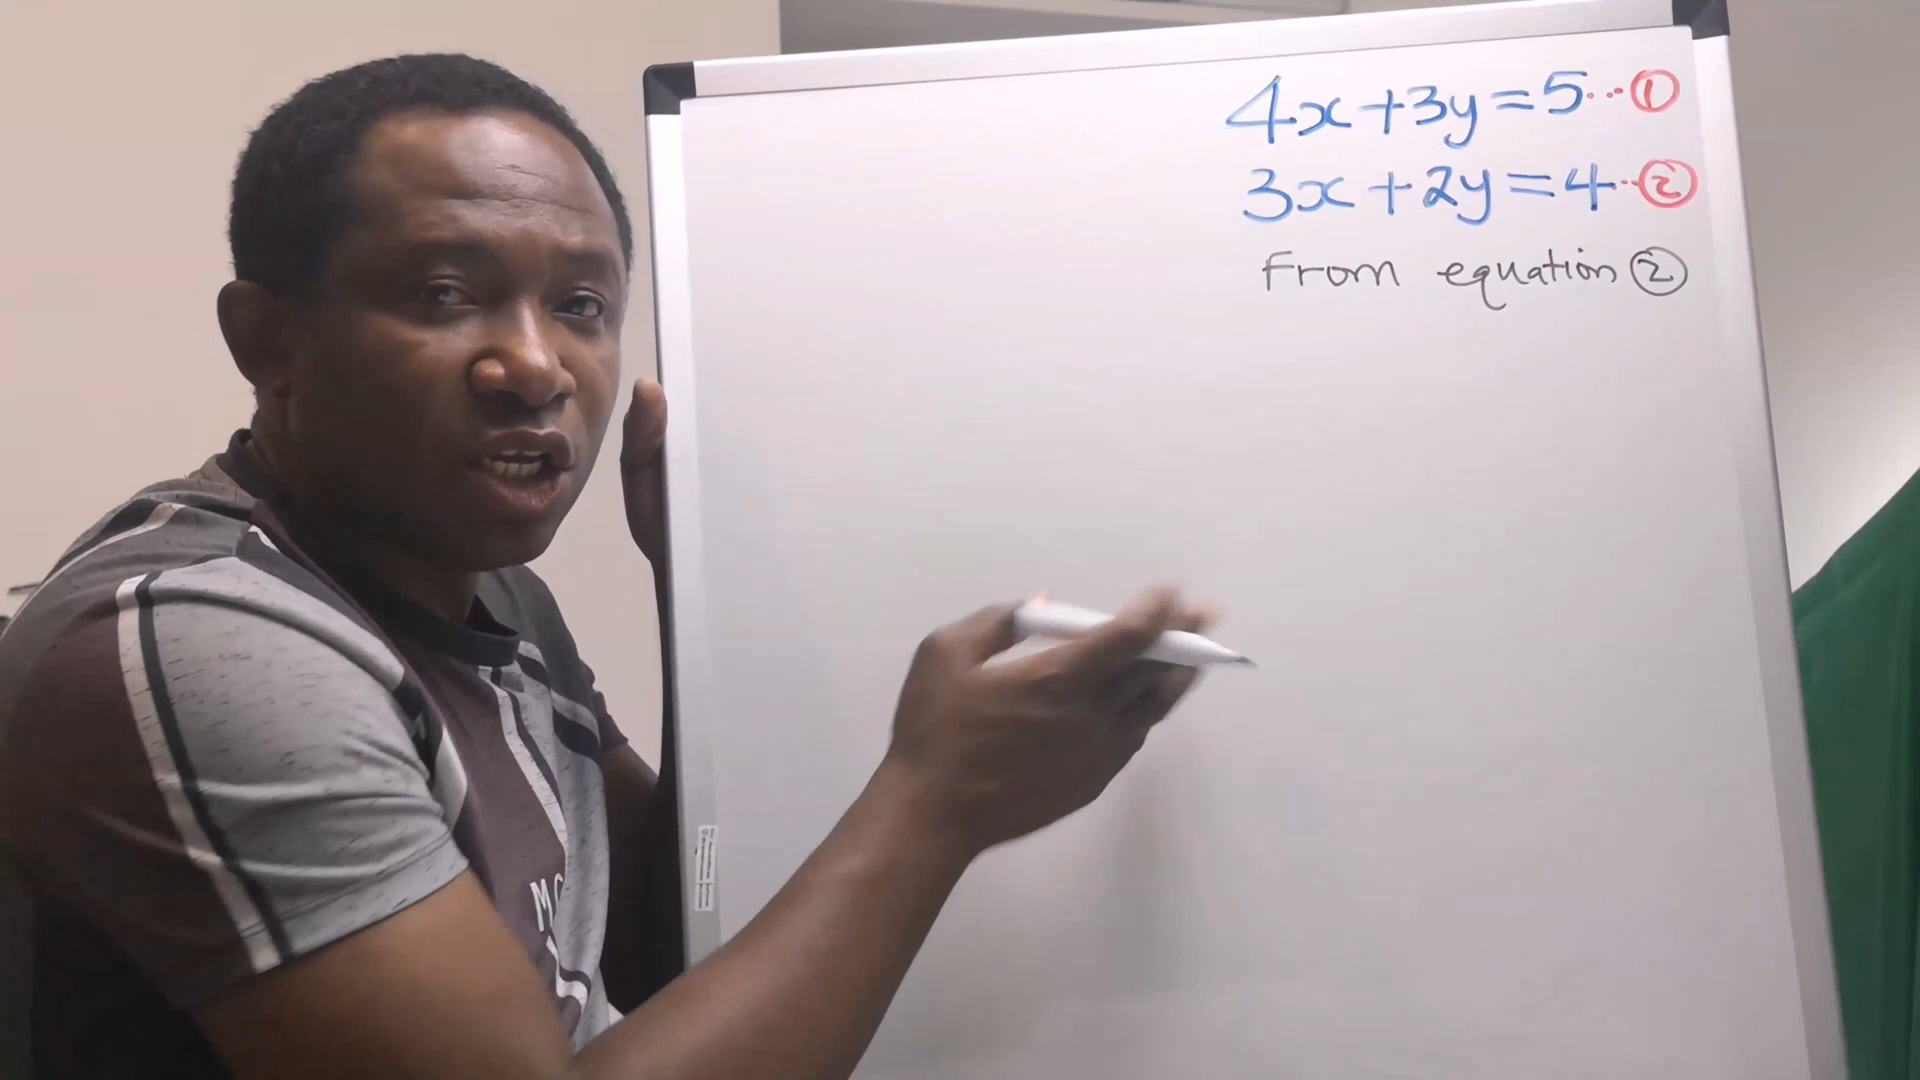 4x+3y=5...①
3x+2y=4..②
From equation ②